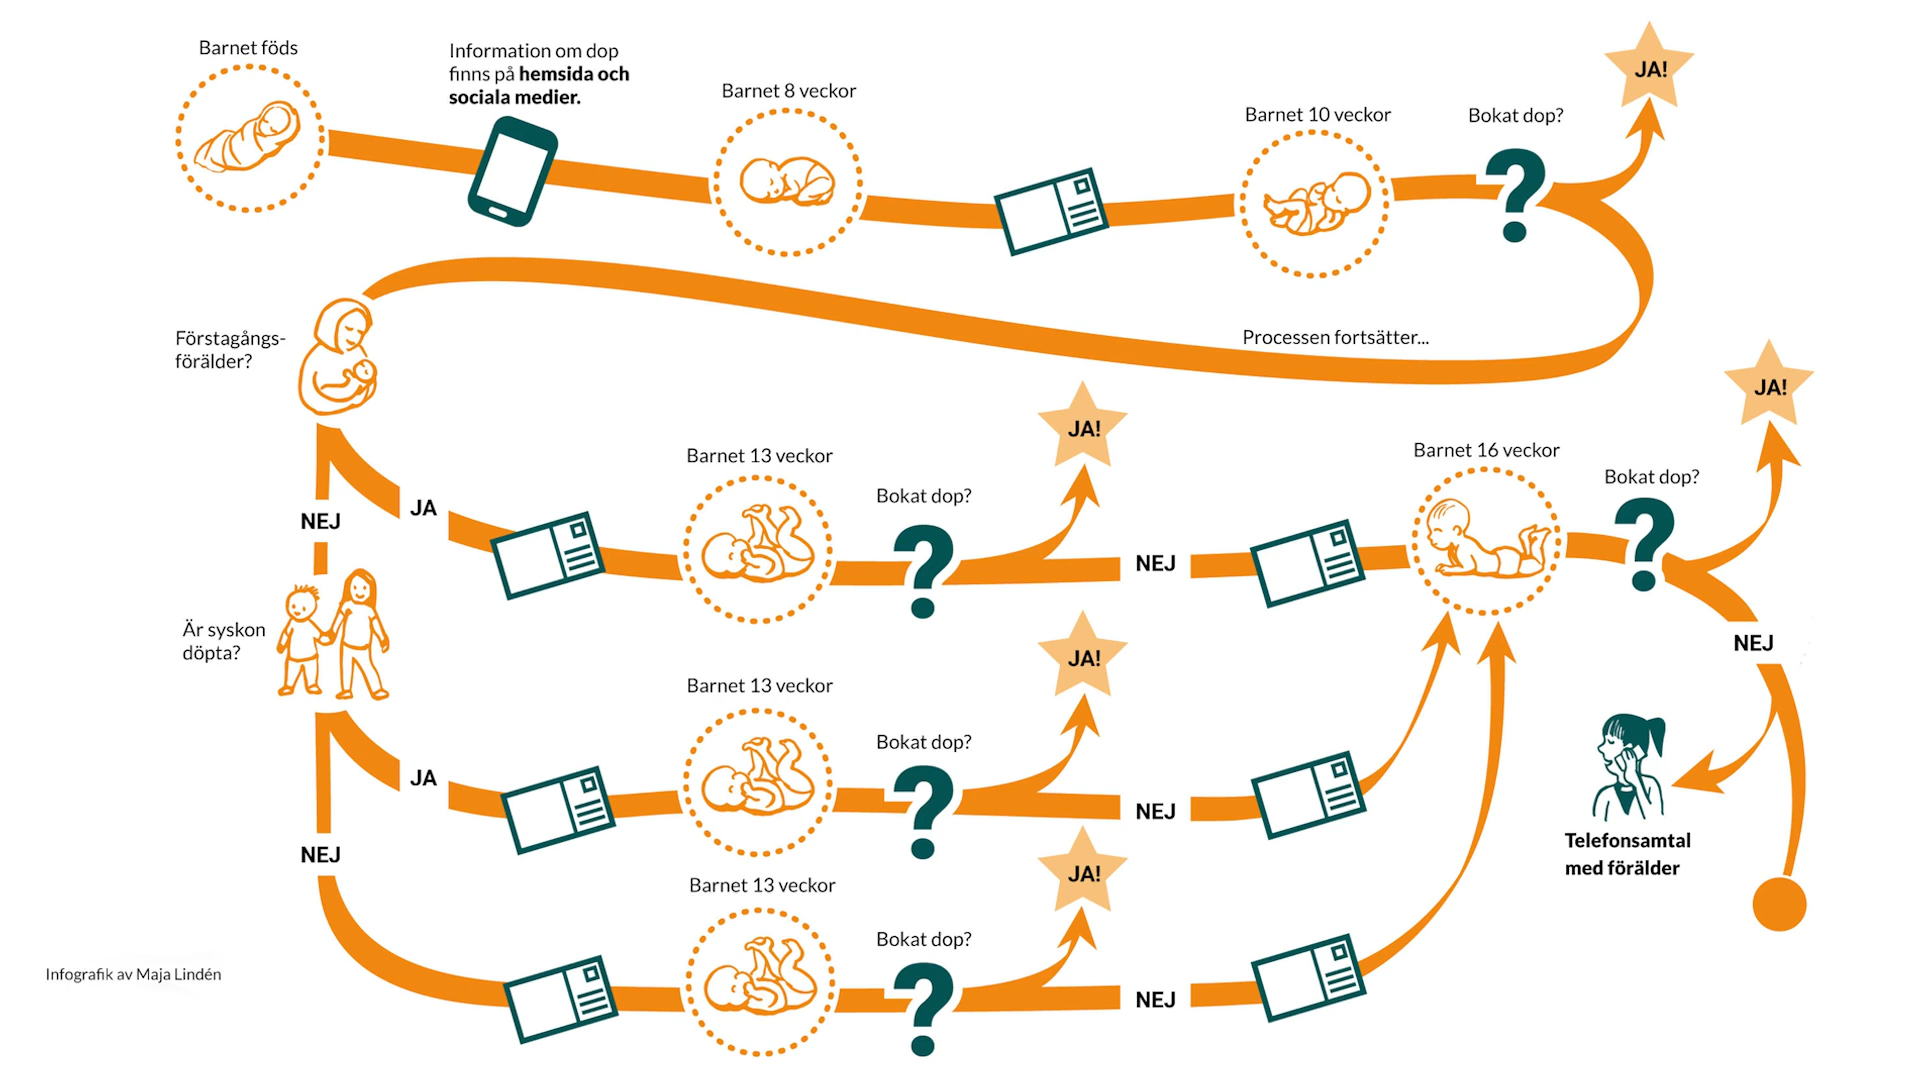 Barnet föds
Information om dop
finns på hemsida och
sociala medier.
Barnet 8 veckor
Barnet 10 veckor
Bokat dop?
JA!
Processen fortsätter...
Förstagångs-
förälder?
JA
NEJ
Barnet 13 veckor
Bokat dop?
JA!
NEJ
Barnet 16 veckor
Bokat dop?
JA!
NEJ
Telefonsamtal
med förälder
Är syskon
döpta?
JA
Barnet 13 veckor
Bokat dop?
JA!
NEJ
NEJ
Barnet 13 veckor
Bokat dop?
JA!
NEJ
Infografik av Maja Lindén